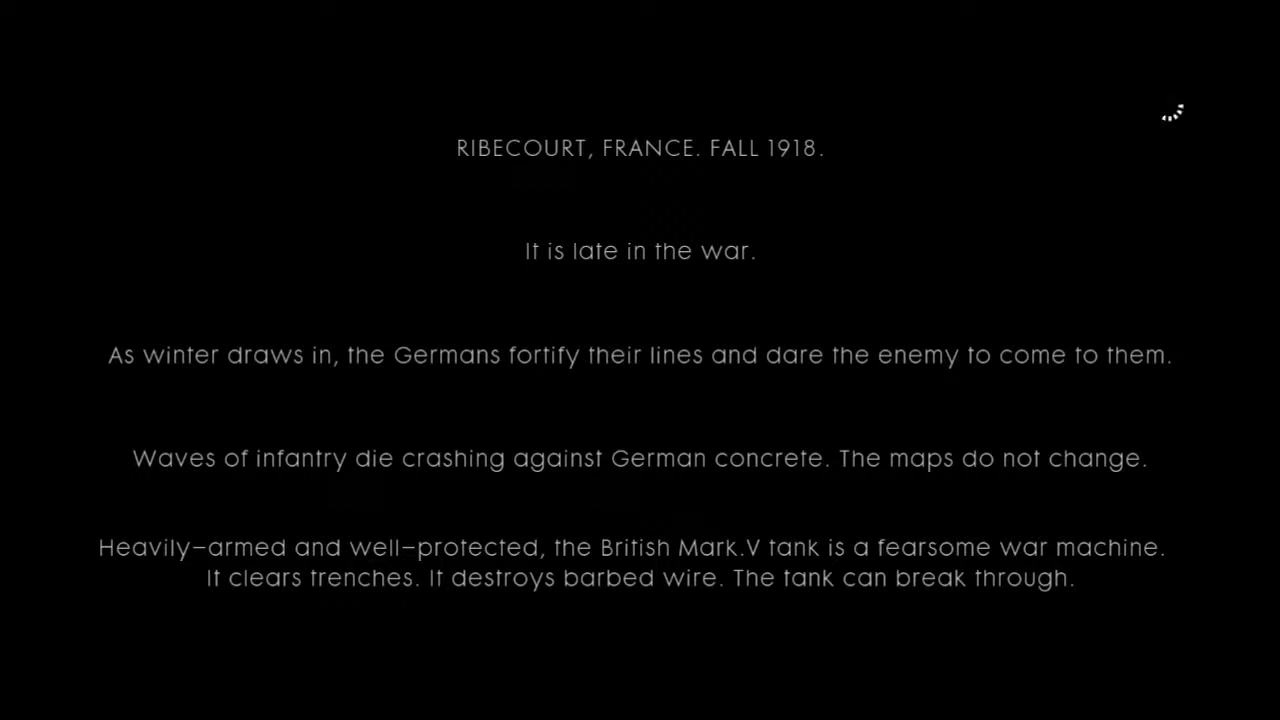 RIBECOURT, FRANCE. FALL 1918.
It is late in the war.
As winter draws in, the Germans fortify their lines and dare the enemy to come to them.
Waves of infantry die crashing against German concrete. The maps do not change.
Heavily-armed and well-protected, the British Mark.V tank is a fearsome war machine.
It clears trenches. It destroys barbed wire. The tank can break through.